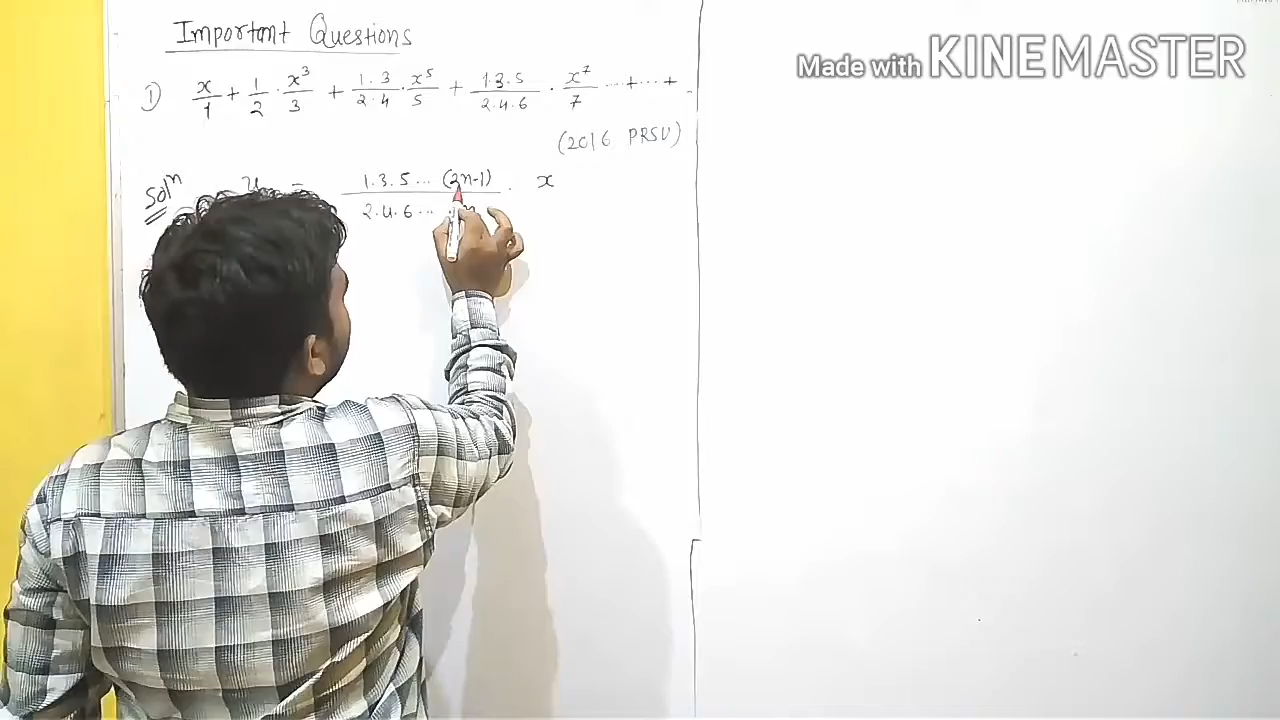 Important Questions
Made with KINEMASTER
① x/1 + 1/2 · x³/3 + 1.3/2.4 · x⁵/5 + 1.3.5/2.4.6 · x⁷/7 ...+...+
(2016 PRSU)
Solⁿ = 1.3.5... (2n-1) . x
2.4.6...